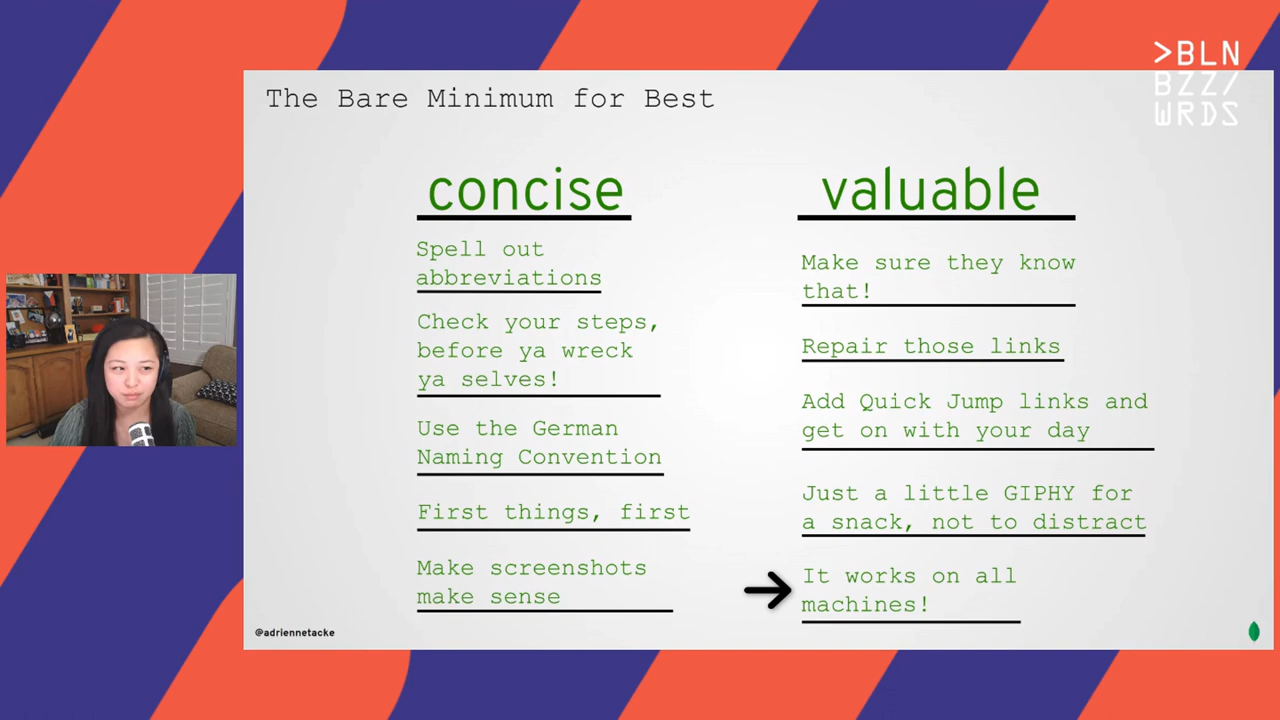 >BLN
BZZ/
WRDS
The Bare Minimum for Best
concise
Spell out
abbreviations
Check your steps,
before ya wreck
ya selves!
Use the German
Naming Convention
First things, first
Make screenshots
make sense
valuable
Make sure they know
that!
Repair those links
Add Quick Jump links and
get on with your day
Just a little GIPHY for
a snack, not to distract
It works on all
machines!
@adriennetacke